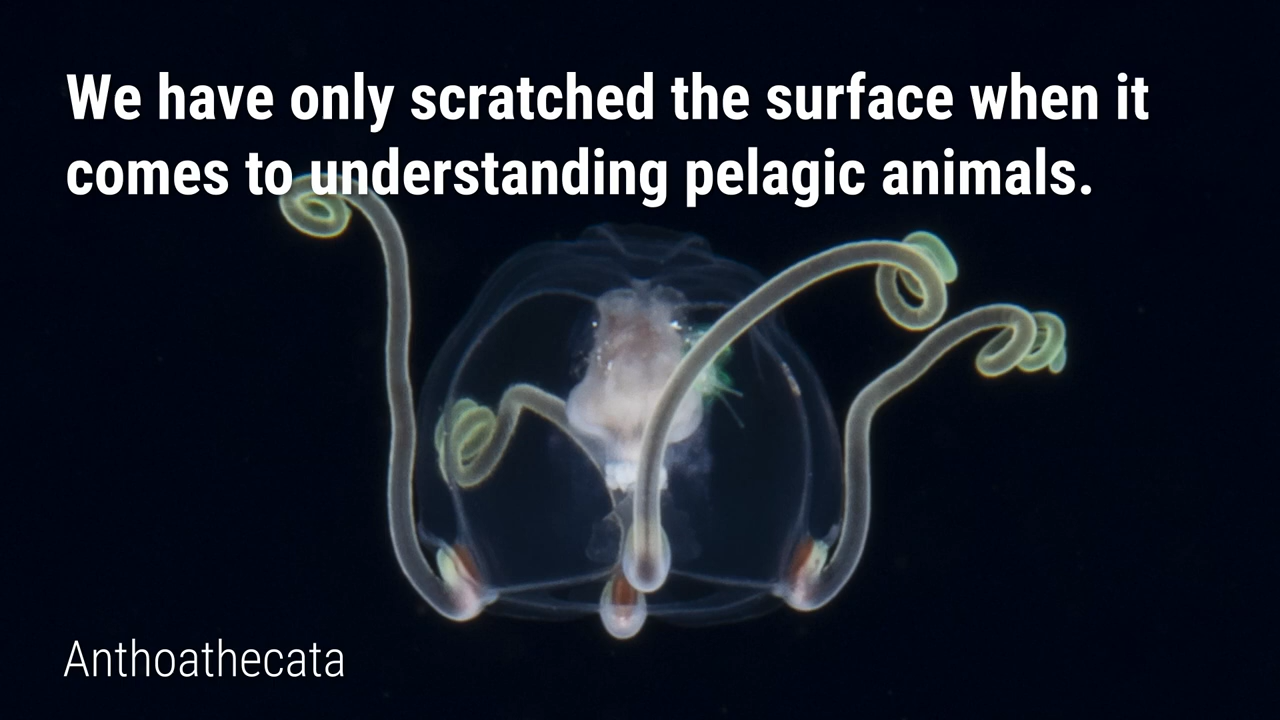 We have only scratched the surface when it
comes to understanding pelagic animals.
Anthoathecata